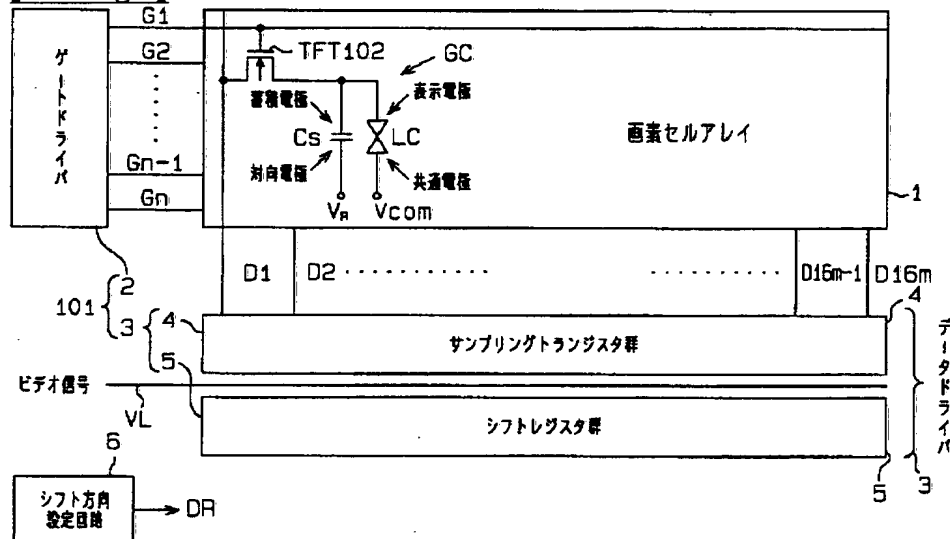 G1
G2
Gn-1
Gn
ゲートドライバ
TFT102
GC
蓄積電極
表示電極
Cs
LC
対向電極
共通電極
VR
Vcom
画素セルアレイ
1
2
101
3
4
5
D1
D2
D16m-1
D16m
4
サンプリングトランジスタ群
ビデオ信号
VL
シフトレジスタ群
データドライバ
5
3
6
シフト方向
設定回路
DR